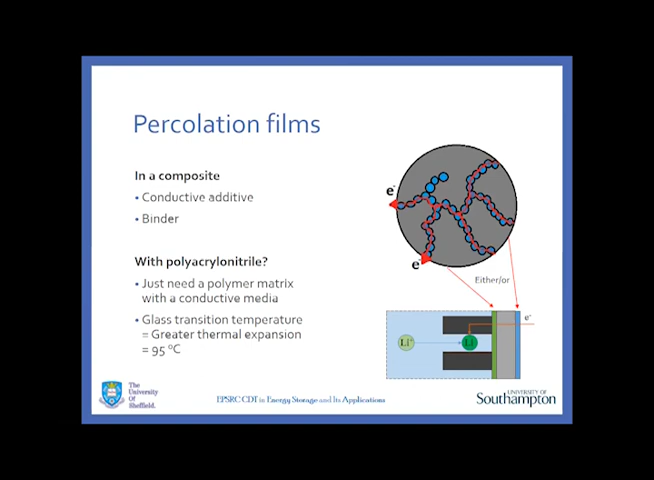 Percolation films
In a composite
• Conductive additive
• Binder
With polyacrylonitrile?
• Just need a polymer matrix
with a conductive media
• Glass transition temperature
= Greater thermal expansion
= 95 °C
e-
e-
Either/or
e-
Li+
Li
The
University
Of
Sheffield.
EPSRC CDT in Energy Storage and Its Applications
UNIVERSITY OF
Southampton